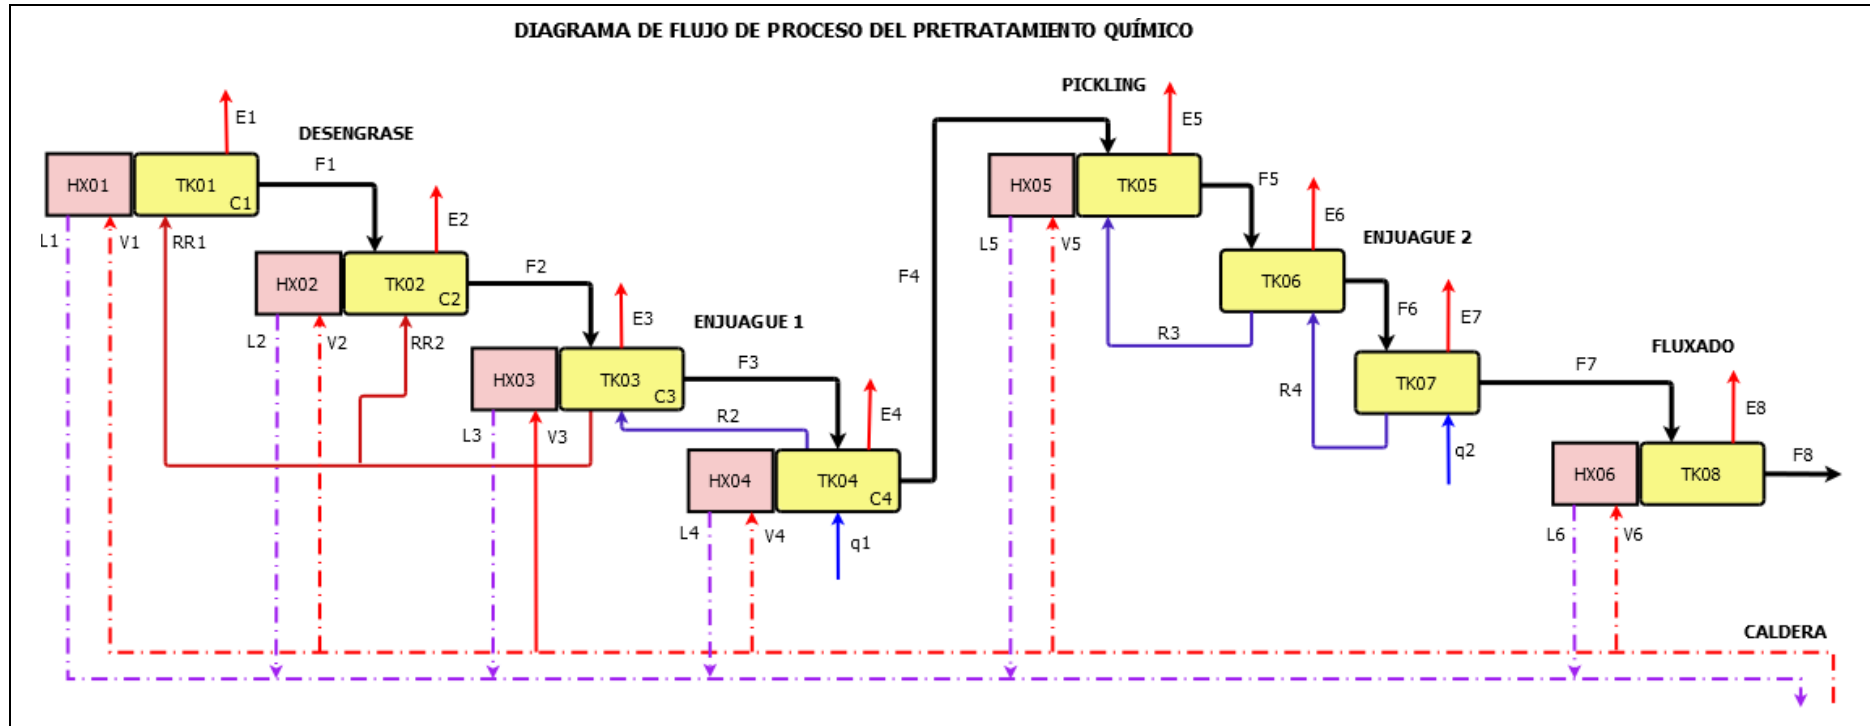 DIAGRAMA DE FLUJO DE PROCESO DEL PRETRATAMIENTO QUÍMICO
PICKLING
E1
E5
DESENGRASE
F1
HX01
TK01
C1
HX05
TK05
F5
E2
E6
L1
V1
RR1
L5
V5
ENJUAGUE 2
F2
F4
HX02
TK02
C2
TK06
F6
E3
ENJUAGUE 1
E7
L2
V2
RR2
R3
FLUXADO
F3
F7
HX03
TK03
C3
R4
TK07
R2
E4
E8
L3
V3
q2
F8
HX04
TK04
C4
HX06
TK08
L4
V4
q1
L6
V6
CALDERA